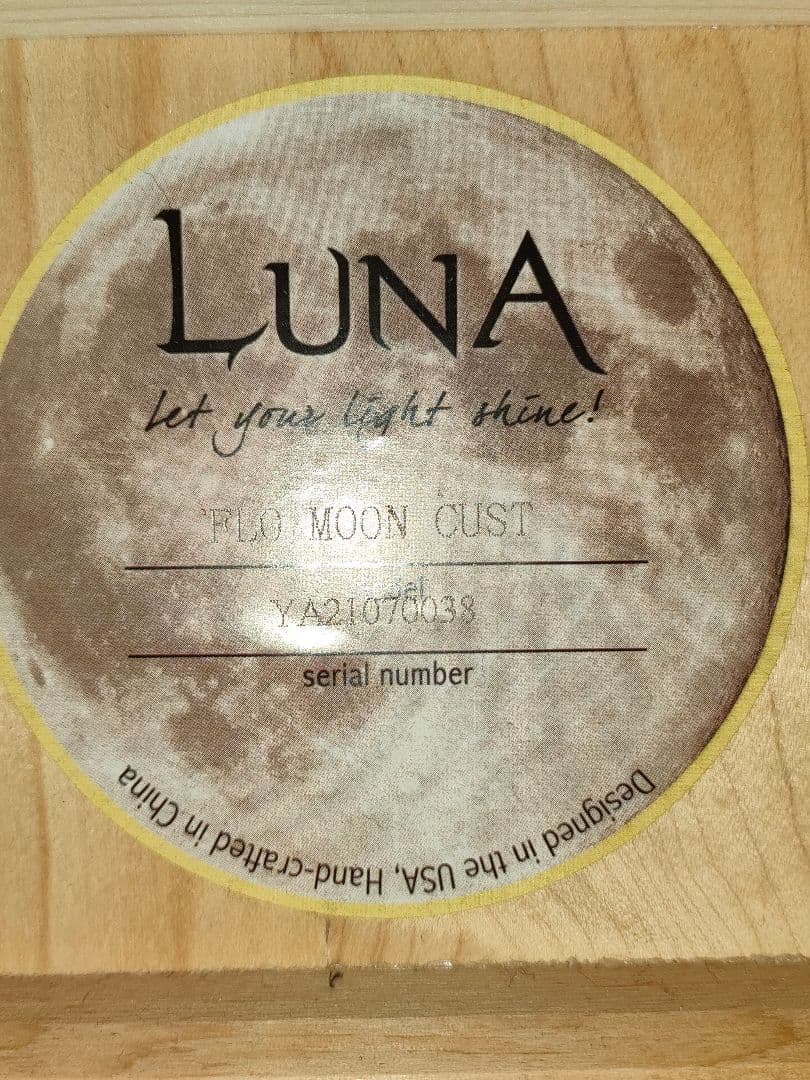 LUNA
Let your light shine!
FLO MOON CUST
YA21070038
serial number
Designed in the USA, Hand-crafted in China